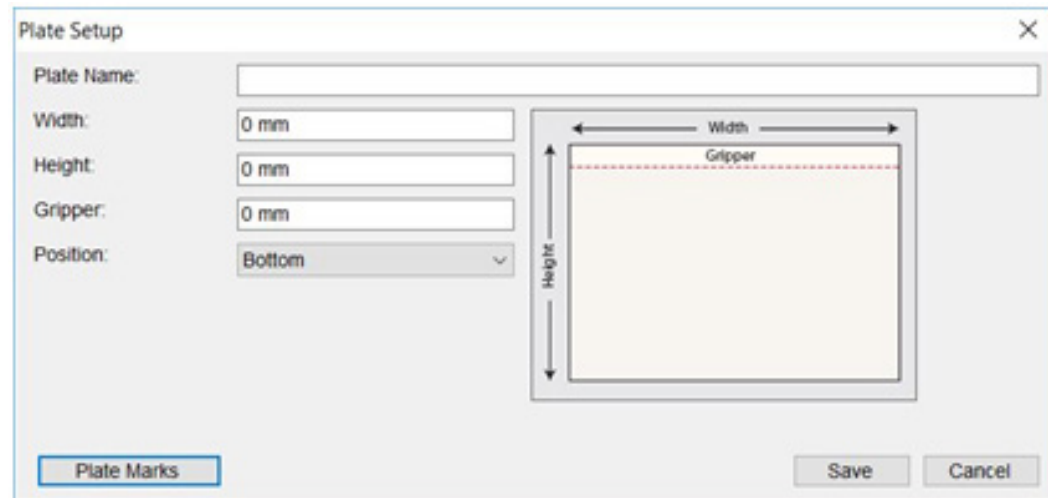 Plate Setup
Plate Name:
Width:
0 mm
Height:
0 mm
Gripper:
0 mm
Position:
Bottom
Width
Gripper
Height
Plate Marks
Save
Cancel